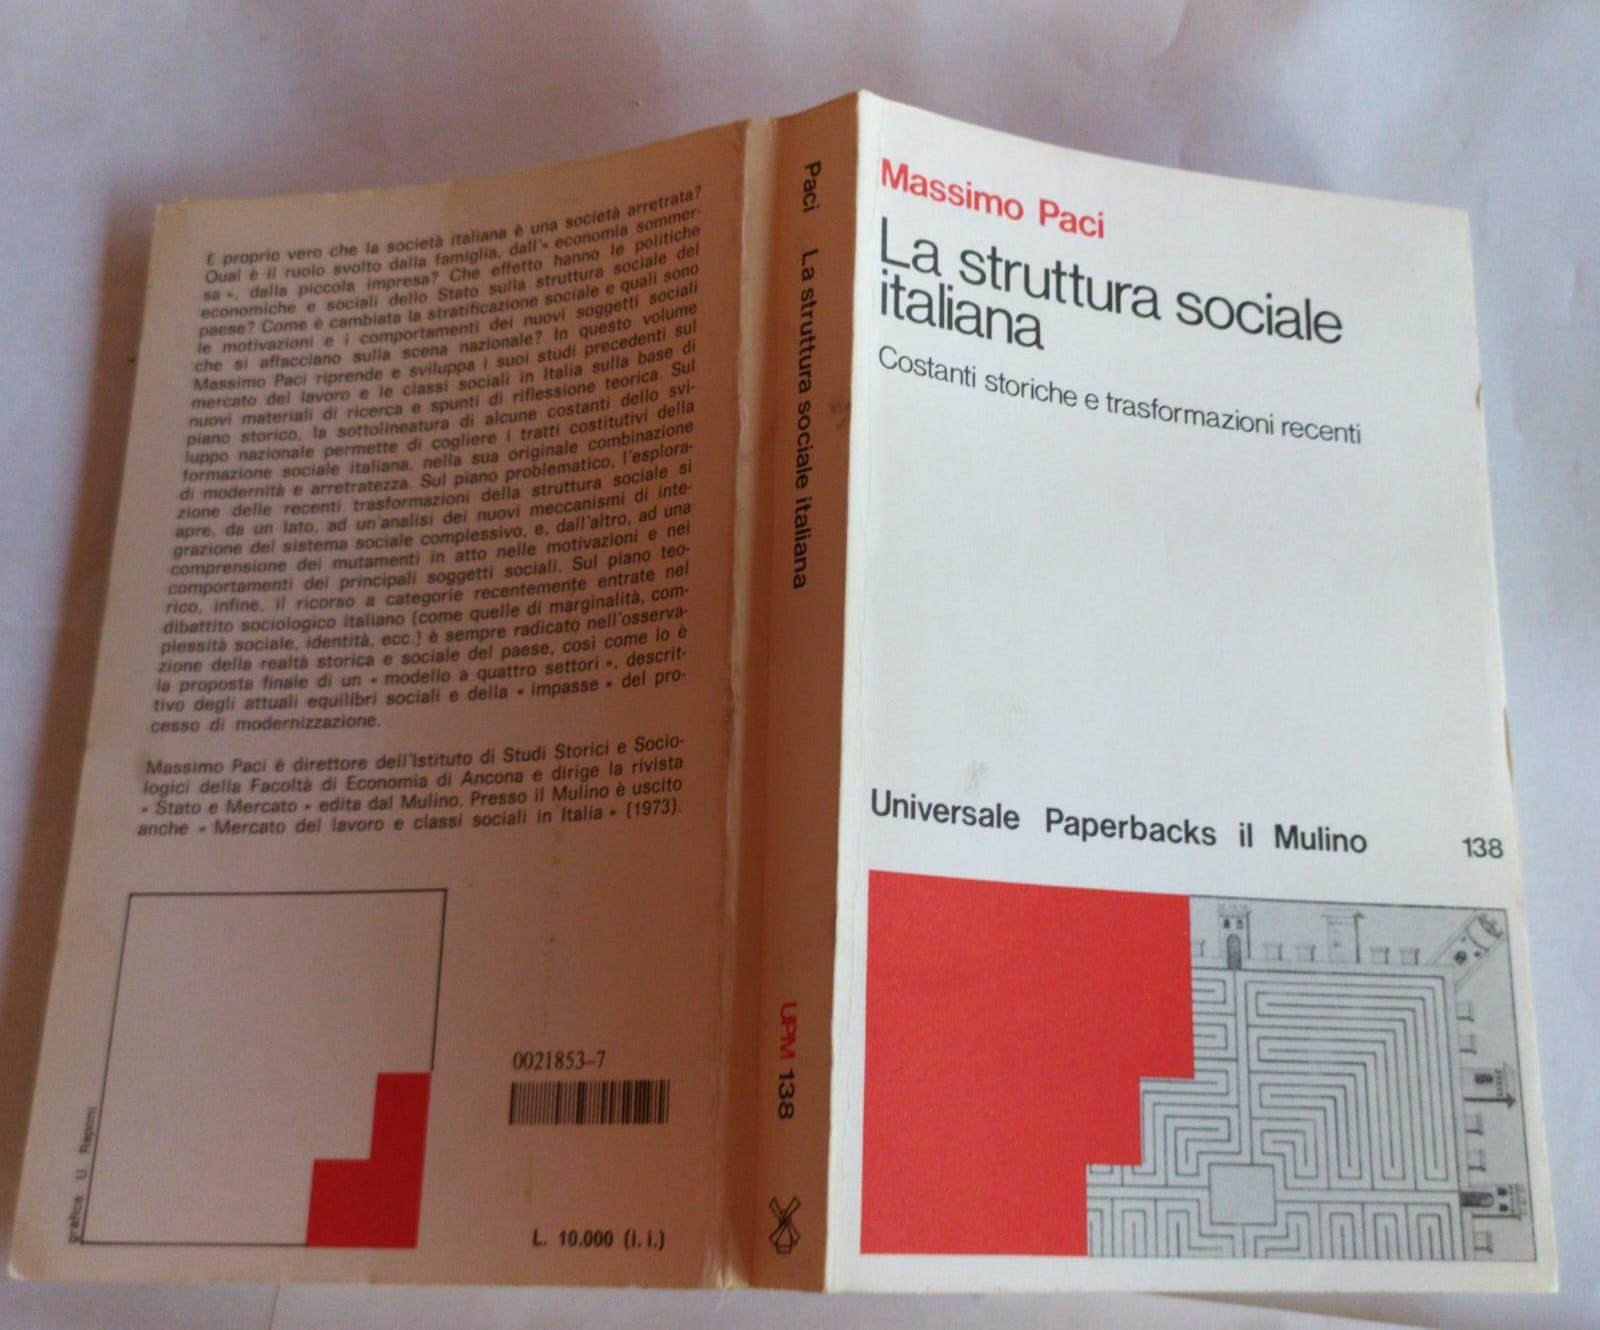 È proprio vero che la società italiana è una società arretrata?
Qual è il ruolo svolto dalla famiglia, dall'« economia sommer-
sa », dalla piccola impresa? Che effetto hanno le politiche
economiche e sociali dello Stato sulla struttura sociale del
paese? Come è cambiata la stratificazione sociale e quali sono
le motivazioni e i comportamenti dei nuovi soggetti sociali
che si affacciano sulla scena nazionale? In questo volume
Massimo Paci riprende e sviluppa i suoi studi precedenti sul
mercato del lavoro e le classi sociali in Italia sulla base di
nuovi materiali di ricerca e spunti di riflessione teorica. Sul
piano storico, la sottolineatura di alcune costanti dello svi-
luppo nazionale permette di cogliere i tratti costitutivi della
formazione sociale italiana, nella sua originale combinazione
di modernità e arretratezza. Sul piano problematico, l'esplora-
zione delle recenti trasformazioni della struttura sociale si
apre, da un lato, ad un'analisi dei nuovi meccanismi di inte-
grazione del sistema sociale complessivo, e, dall'altro, ad una
comprensione dei mutamenti in atto nelle motivazioni e nei
comportamenti dei principali soggetti sociali. Sul piano teo-
rico, infine, il ricorso a categorie recentemente entrate nel
dibattito sociologico italiano (come quelle di marginalità, com-
plessità sociale, identità, ecc.) è sempre radicato nell'osserva-
zione della realtà storica e sociale del paese, così come lo è
la proposta finale di un « modello a quattro settori », descrit-
tivo degli attuali equilibri sociali e della « impasse » del pro-
cesso di modernizzazione.
Massimo Paci è direttore dell'Istituto di Studi Storici e Socio-
logici della Facoltà di Economia di Ancona e dirige la rivista
« Stato e Mercato » edita dal Mulino. Presso il Mulino è uscito
anche « Mercato del lavoro e classi sociali in Italia » (1973).
grafica U. Raponi
0021853-7
L. 10.000 (i.i.)
Paci La struttura sociale italiana
UPM 138
Massimo Paci
La struttura sociale
italiana
Costanti storiche e trasformazioni recenti
Universale Paperbacks il Mulino 138